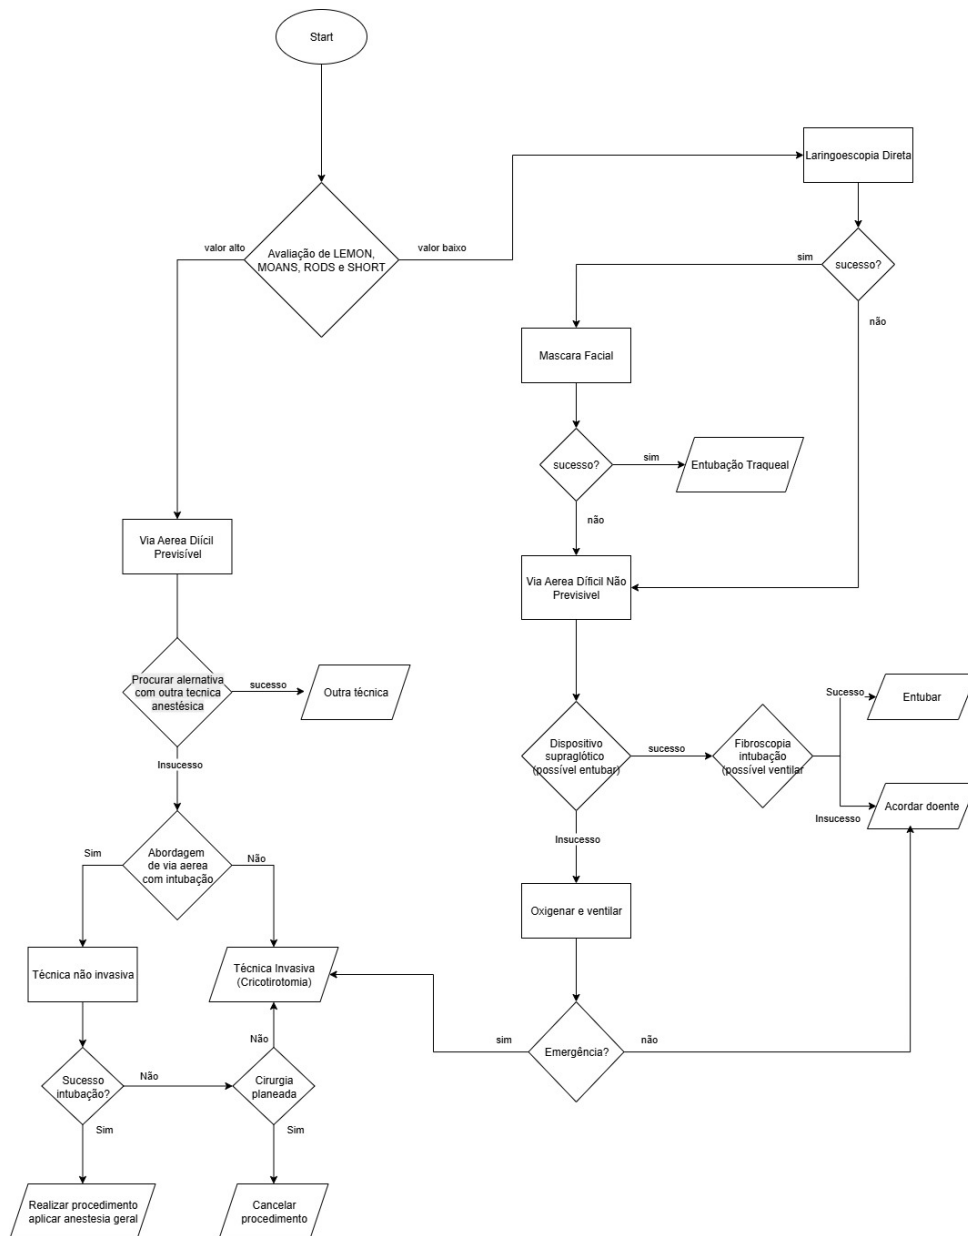 Start
Laringoescopia Direta
valor alto
Avaliação de LEMON,
MOANS, RODS e SHORT
valor baixo
sim
sucesso?
não
Mascara Facial
sucesso?
sim
Entubação Traqueal
não
Via Aerea Diícil
Previsível
Via Aerea Díficil Não
Previsivel
Procurar alernativa
com outra tecnica
anestésica
sucesso
Outra técnica
Insucesso
Dispositivo
supraglótico
(possível entubar)
sucesso
Fibroscopia
intubação
(possível ventilar
Sucesso
Entubar
Insucesso
Acordar doente
Insucesso
Sim
Abordagem
de via aerea
com intubação
Não
Oxigenar e ventilar
Técnica não invasiva
Técnica Invasiva
(Cricotirotomia)
sim
Emergência?
não
Não
Sucesso
intubação?
Não
Cirurgia
planeada
Sim
Sim
Realizar procedimento
aplicar anestesia geral
Cancelar
procedimento